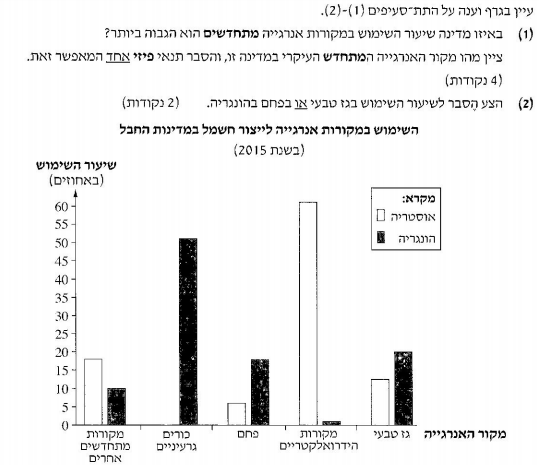 עיין בגרף וענה על התת־סעיפים (1)-(2).
(1) באיזו מדינה שיעור השימוש במקורות אנרגייה מתחדשים הוא הגבוה ביותר?
ציין מהו מקור האנרגייה המתחדש העיקרי במדינה זו, והסבר תנאי פיזי אחד המאפשר זאת.
(4 נקודות)
(2) הצע הֶסבר לשיעור השימוש בגז טבעי או בפחם בהונגריה. (2 נקודות)
השימוש במקורות אנרגייה לייצור חשמל במדינות החבל
(בשנת 2015)
שיעור השימוש
(באחוזים)
מקרא:
אוסטריה
הונגריה
60
55
50
45
40
35
30
25
20
15
10
5
0
מקור האנרגייה
גז טבעי
מקורות
הידרואלקטריים
פחם
כורים
גרעיניים
מקורות
מתחדשים
אחרים